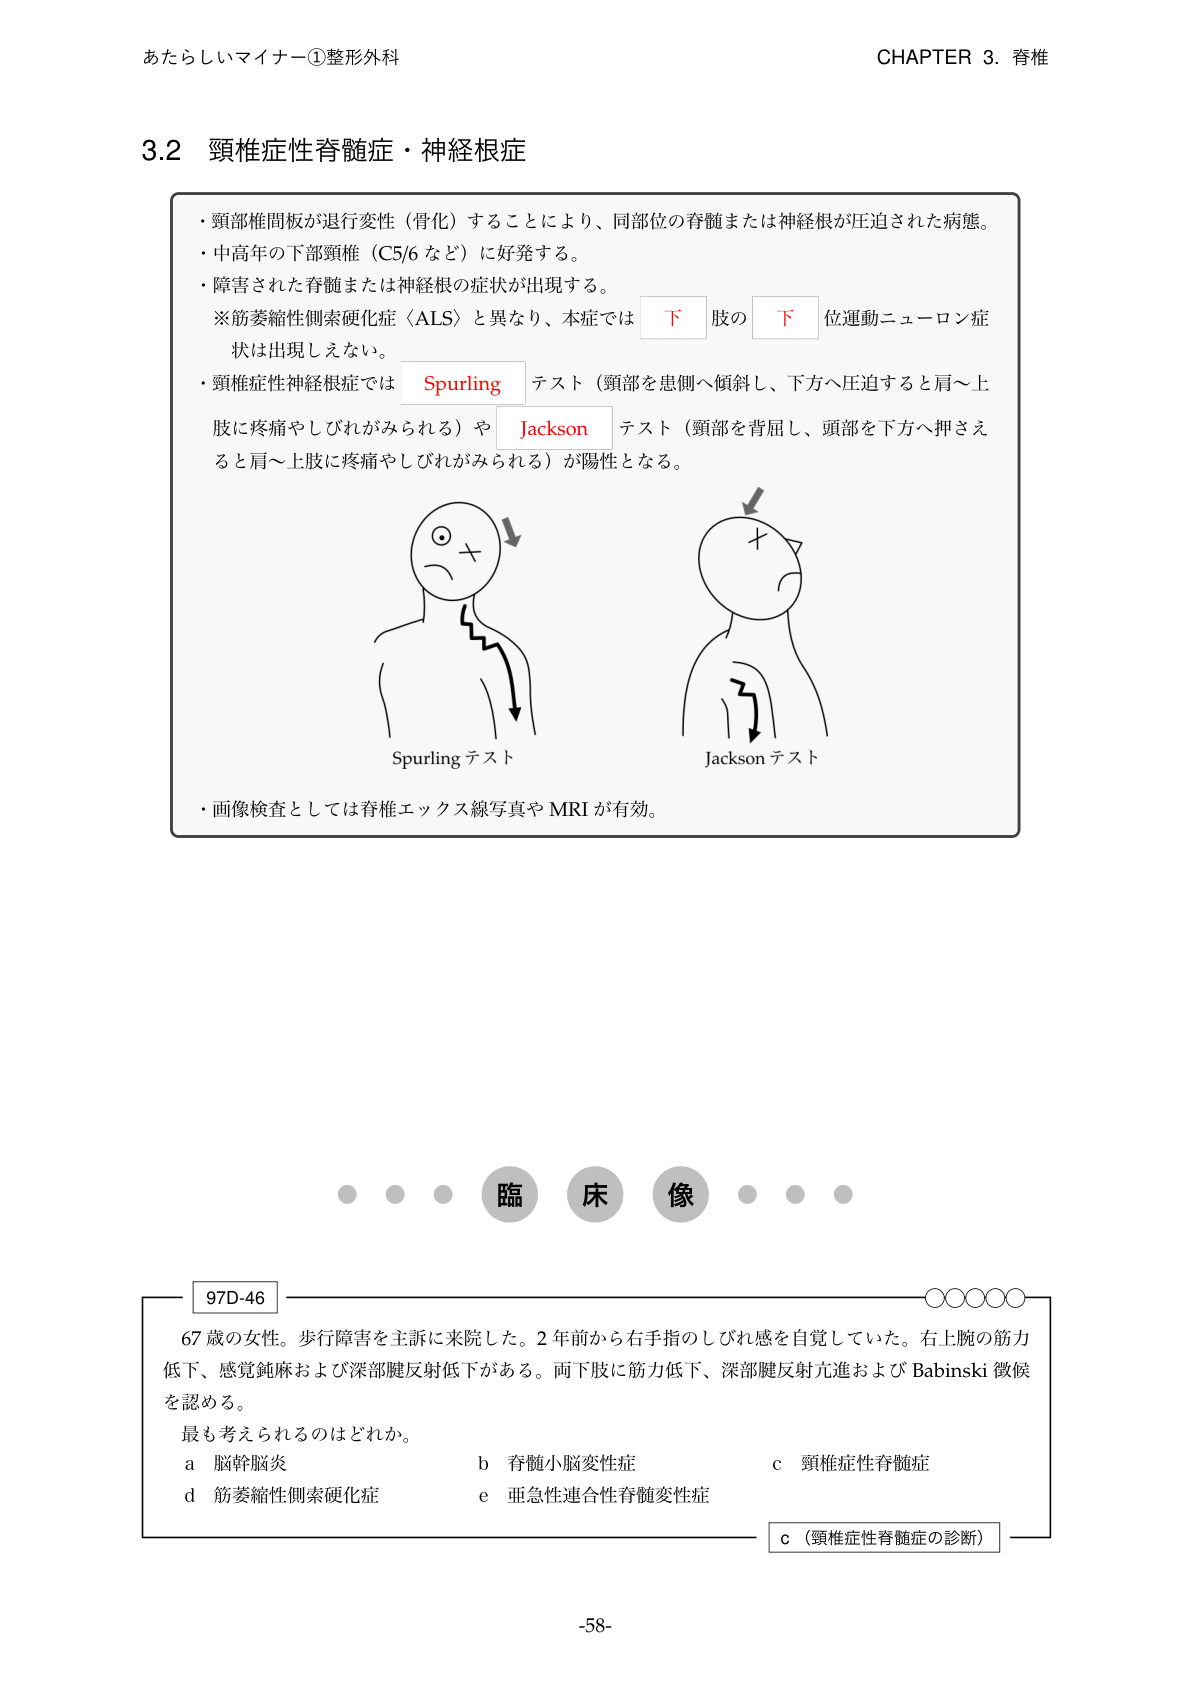 あたらしいマイナー①整形外科
CHAPTER 3. 脊椎
3.2 頸椎症性脊髄症・神経根症
・頸部椎間板が退行変性（骨化）することにより、同部位の脊髄または神経根が圧迫された病態。
・中高年の下部頸椎（C5/6 など）に好発する。
・障害された脊髄または神経根の症状が出現する。
※筋萎縮性側索硬化症〈ALS〉と異なり、本症では 下 肢の 下 位運動ニューロン症
状は出現しえない。
・頸椎症性神経根症では Spurling テスト（頸部を患側へ傾斜し、下方へ圧迫すると肩〜上
肢に疼痛やしびれがみられる）や Jackson テスト（頸部を背屈し、頭部を下方へ押さえ
ると肩〜上肢に疼痛やしびれがみられる）が陽性となる。
Spurling テスト
Jackson テスト
・画像検査としては脊椎エックス線写真や MRI が有効。
臨床像
97D-46
67 歳の女性。歩行障害を主訴に来院した。2 年前から右手指のしびれ感を自覚していた。右上腕の筋力
低下、感覚鈍麻および深部腱反射低下がある。両下肢に筋力低下、深部腱反射亢進および Babinski 徴候
を認める。
最も考えられるのはどれか。
a 脳幹脳炎 b 脊髄小脳変性症 c 頸椎症性脊髄症
d 筋萎縮性側索硬化症 e 亜急性連合性脊髄変性症
c （頸椎症性脊髄症の診断）
-58-